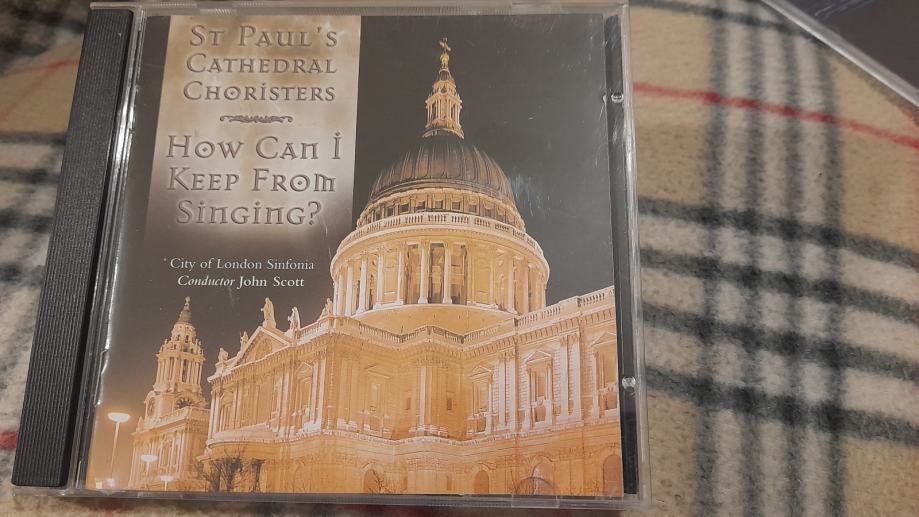 St Paul's
Cathedral
Choristers
How Can I
Keep From
Singing?
City of London Sinfonia
Conductor John Scott